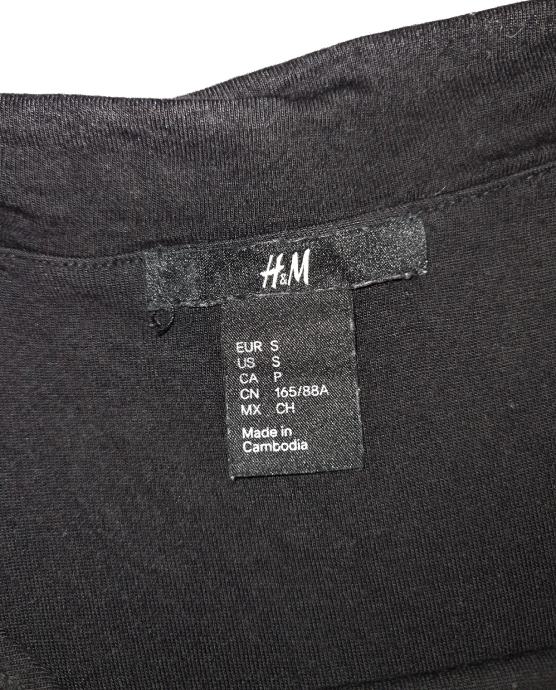 H&M
EUR S
US S
CA P
CN 165/88A
MX CH
Made in
Cambodia